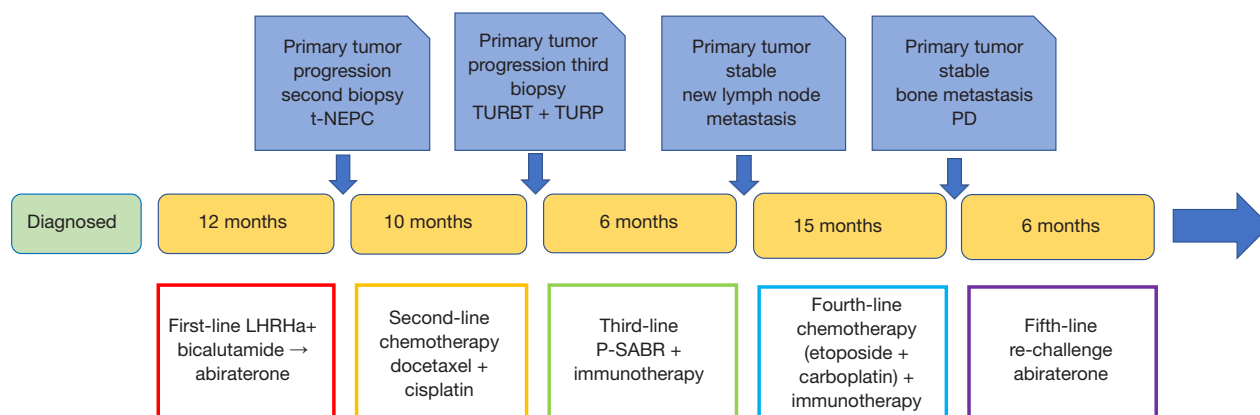 Primary tumor
progression
second biopsy
t-NEPC
Primary tumor
progression third
biopsy
TURBT + TURP
Primary tumor
stable
new lymph node
metastasis
Primary tumor
stable
bone metastasis
PD
Diagnosed
12 months
10 months
6 months
15 months
6 months
First-line LHRHa+
bicalutamide →
abiraterone
Second-line
chemotherapy
docetaxel +
cisplatin
Third-line
P-SABR +
immunotherapy
Fourth-line
chemotherapy
(etoposide +
carboplatin) +
immunotherapy
Fifth-line
re-challenge
abiraterone